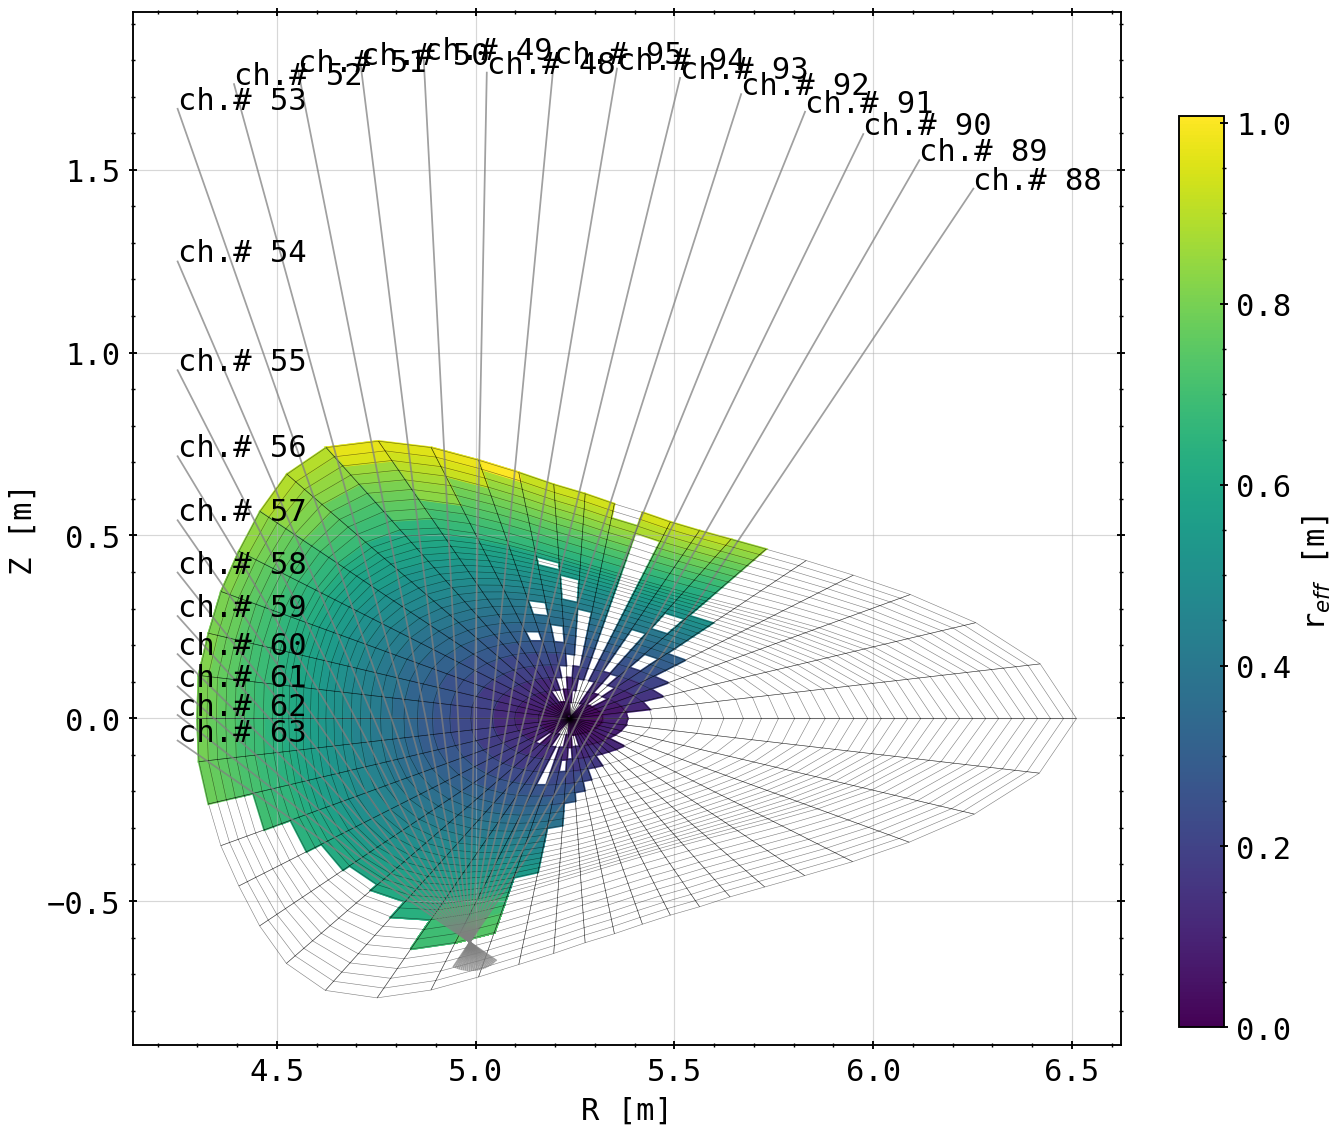 ch.# 49
ch.# 50
ch.# 95
ch.# 51
ch.# 94
ch.# 48
ch.# 52
ch.# 93
ch.# 53
ch.# 92
ch.# 91
ch.# 90
ch.# 89
ch.# 88
ch.# 54
ch.# 55
ch.# 56
ch.# 57
ch.# 58
ch.# 59
ch.# 60
ch.# 61
ch.# 62
ch.# 63
1.5
1.0
0.5
0.0
−0.5
Z [m]
4.5 5.0 5.5 6.0 6.5
R [m]
1.0
0.8
0.6
0.4
0.2
0.0
r_eff [m]